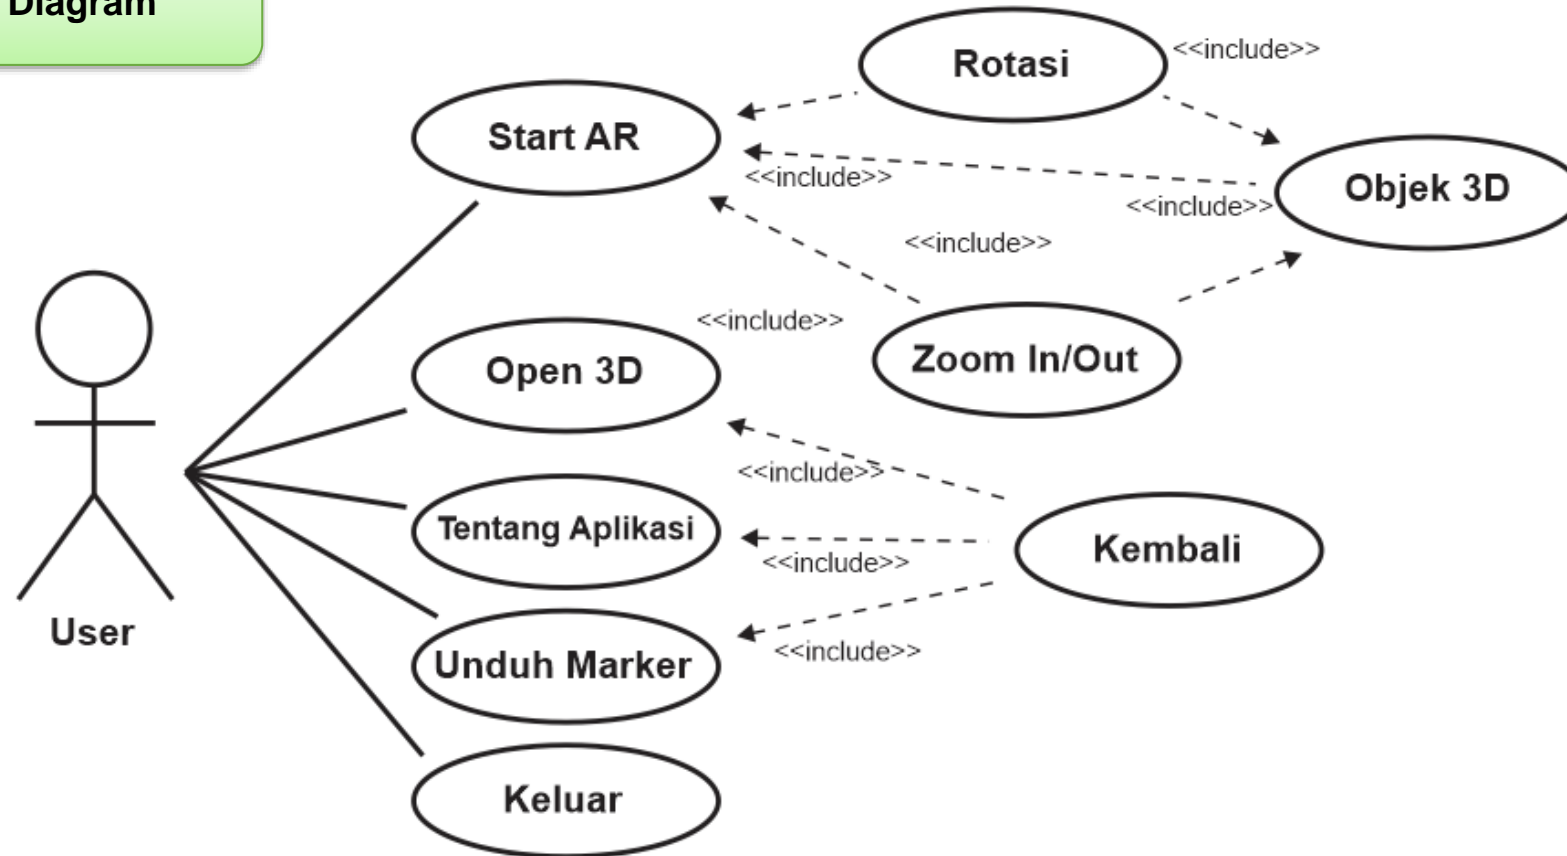 Diagram
Rotasi
<<include>>
Start AR
<<include>>
Objek 3D
<<include>>
<<include>>
<<include>>
Open 3D
Zoom In/Out
<<include>>
Tentang Aplikasi
Kembali
<<include>>
User
Unduh Marker
<<include>>
Keluar